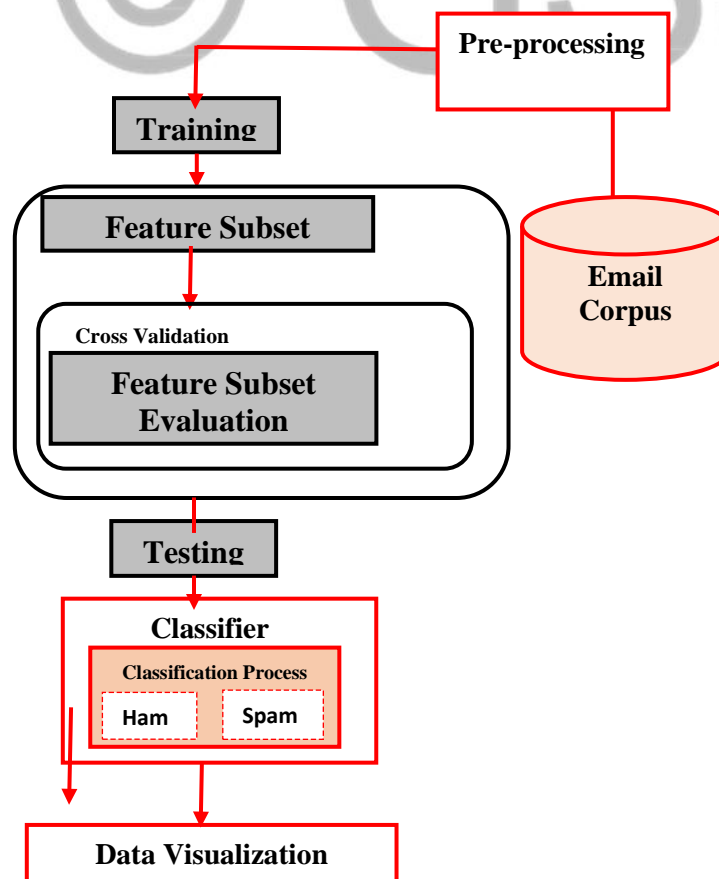 Pre-processing
Training
Feature Subset
Email
Corpus
Cross Validation
Feature Subset
Evaluation
Testing
Classifier
Classification Process
Ham
Spam
Data Visualization